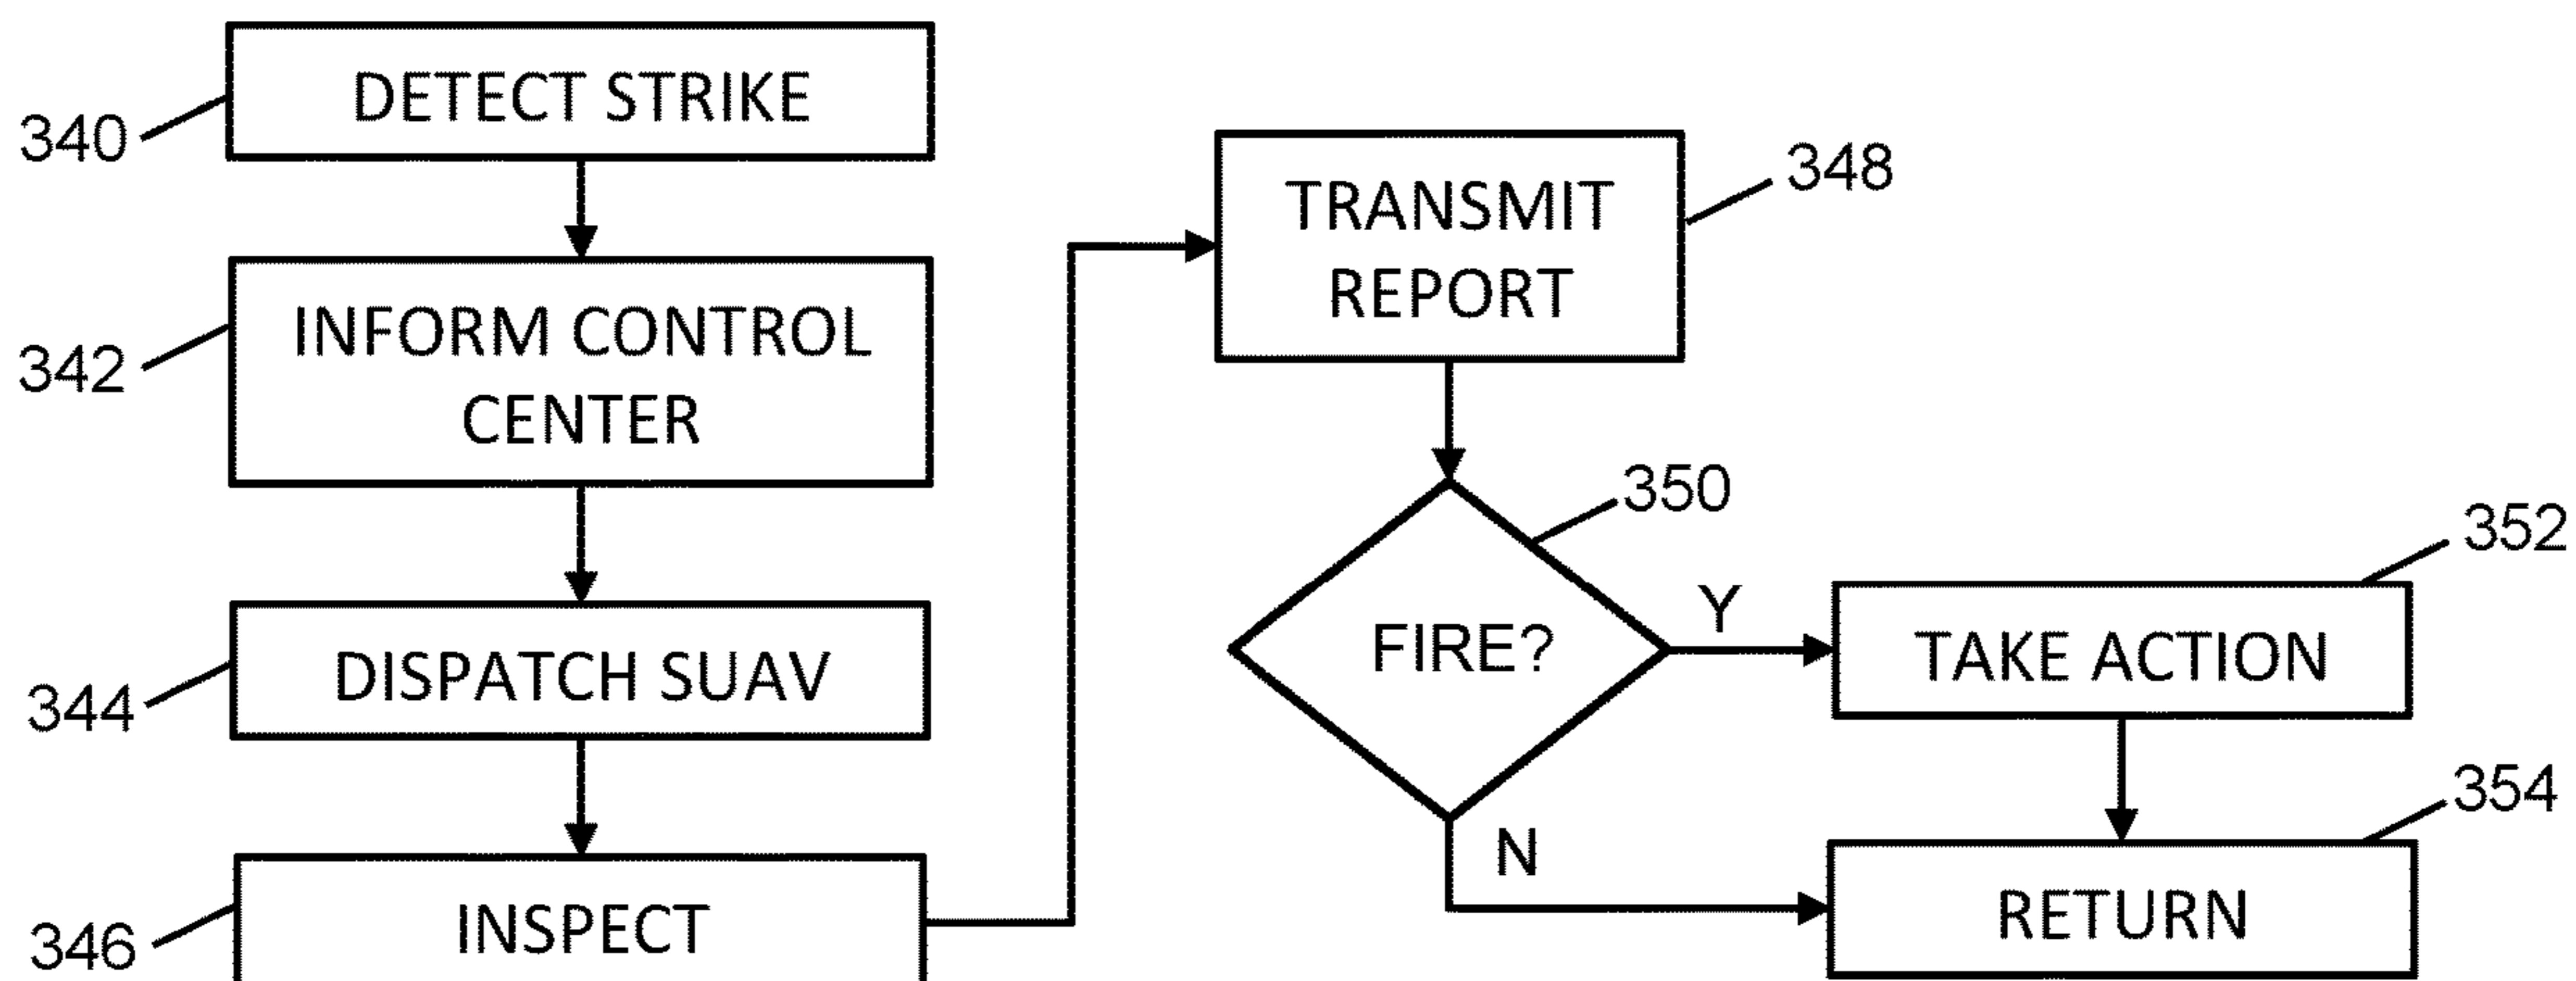 DETECT STRIKE
340
INFORM CONTROL
CENTER
342
DISPATCH SUAV
344
INSPECT
346
TRANSMIT
REPORT
348
350
FIRE?
Y
N
352
TAKE ACTION
354
RETURN